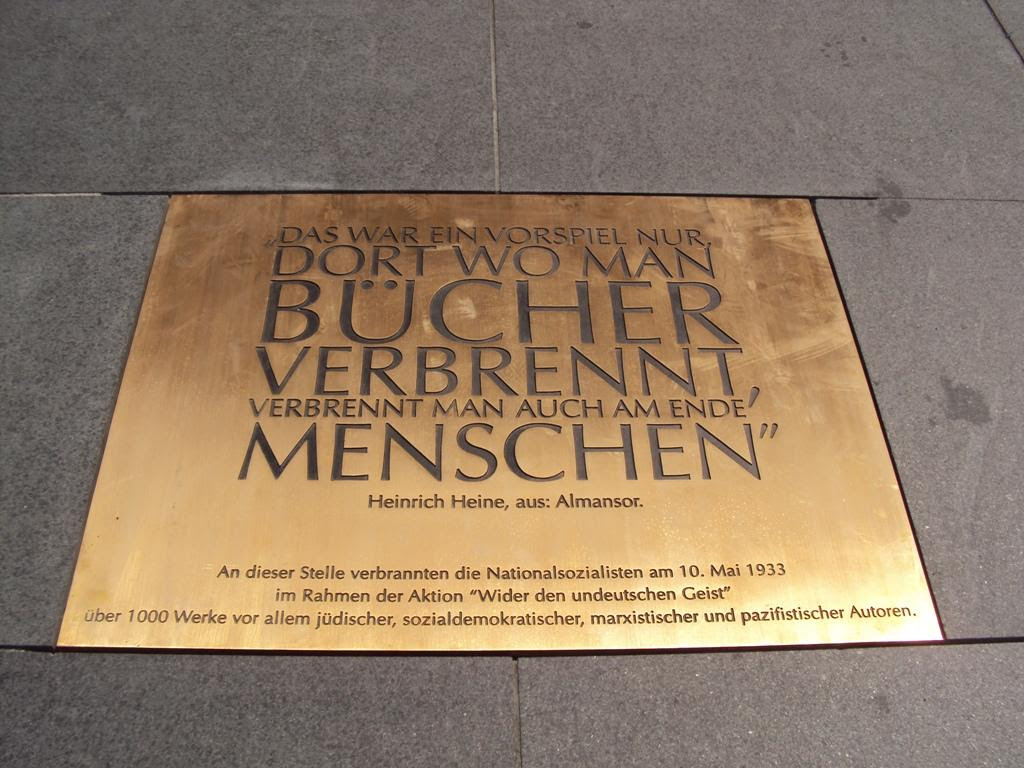 „DAS WAR EIN VORSPIEL NUR,
DORT WO MAN
BÜCHER
VERBRENNT,
VERBRENNT MAN AUCH AM ENDE
MENSCHEN”
Heinrich Heine, aus: Almansor.
An dieser Stelle verbrannten die Nationalsozialisten am 10. Mai 1933
im Rahmen der Aktion "Wider den undeutschen Geist"
über 1000 Werke vor allem jüdischer, sozialdemokratischer, marxistischer und pazifistischer Autoren.